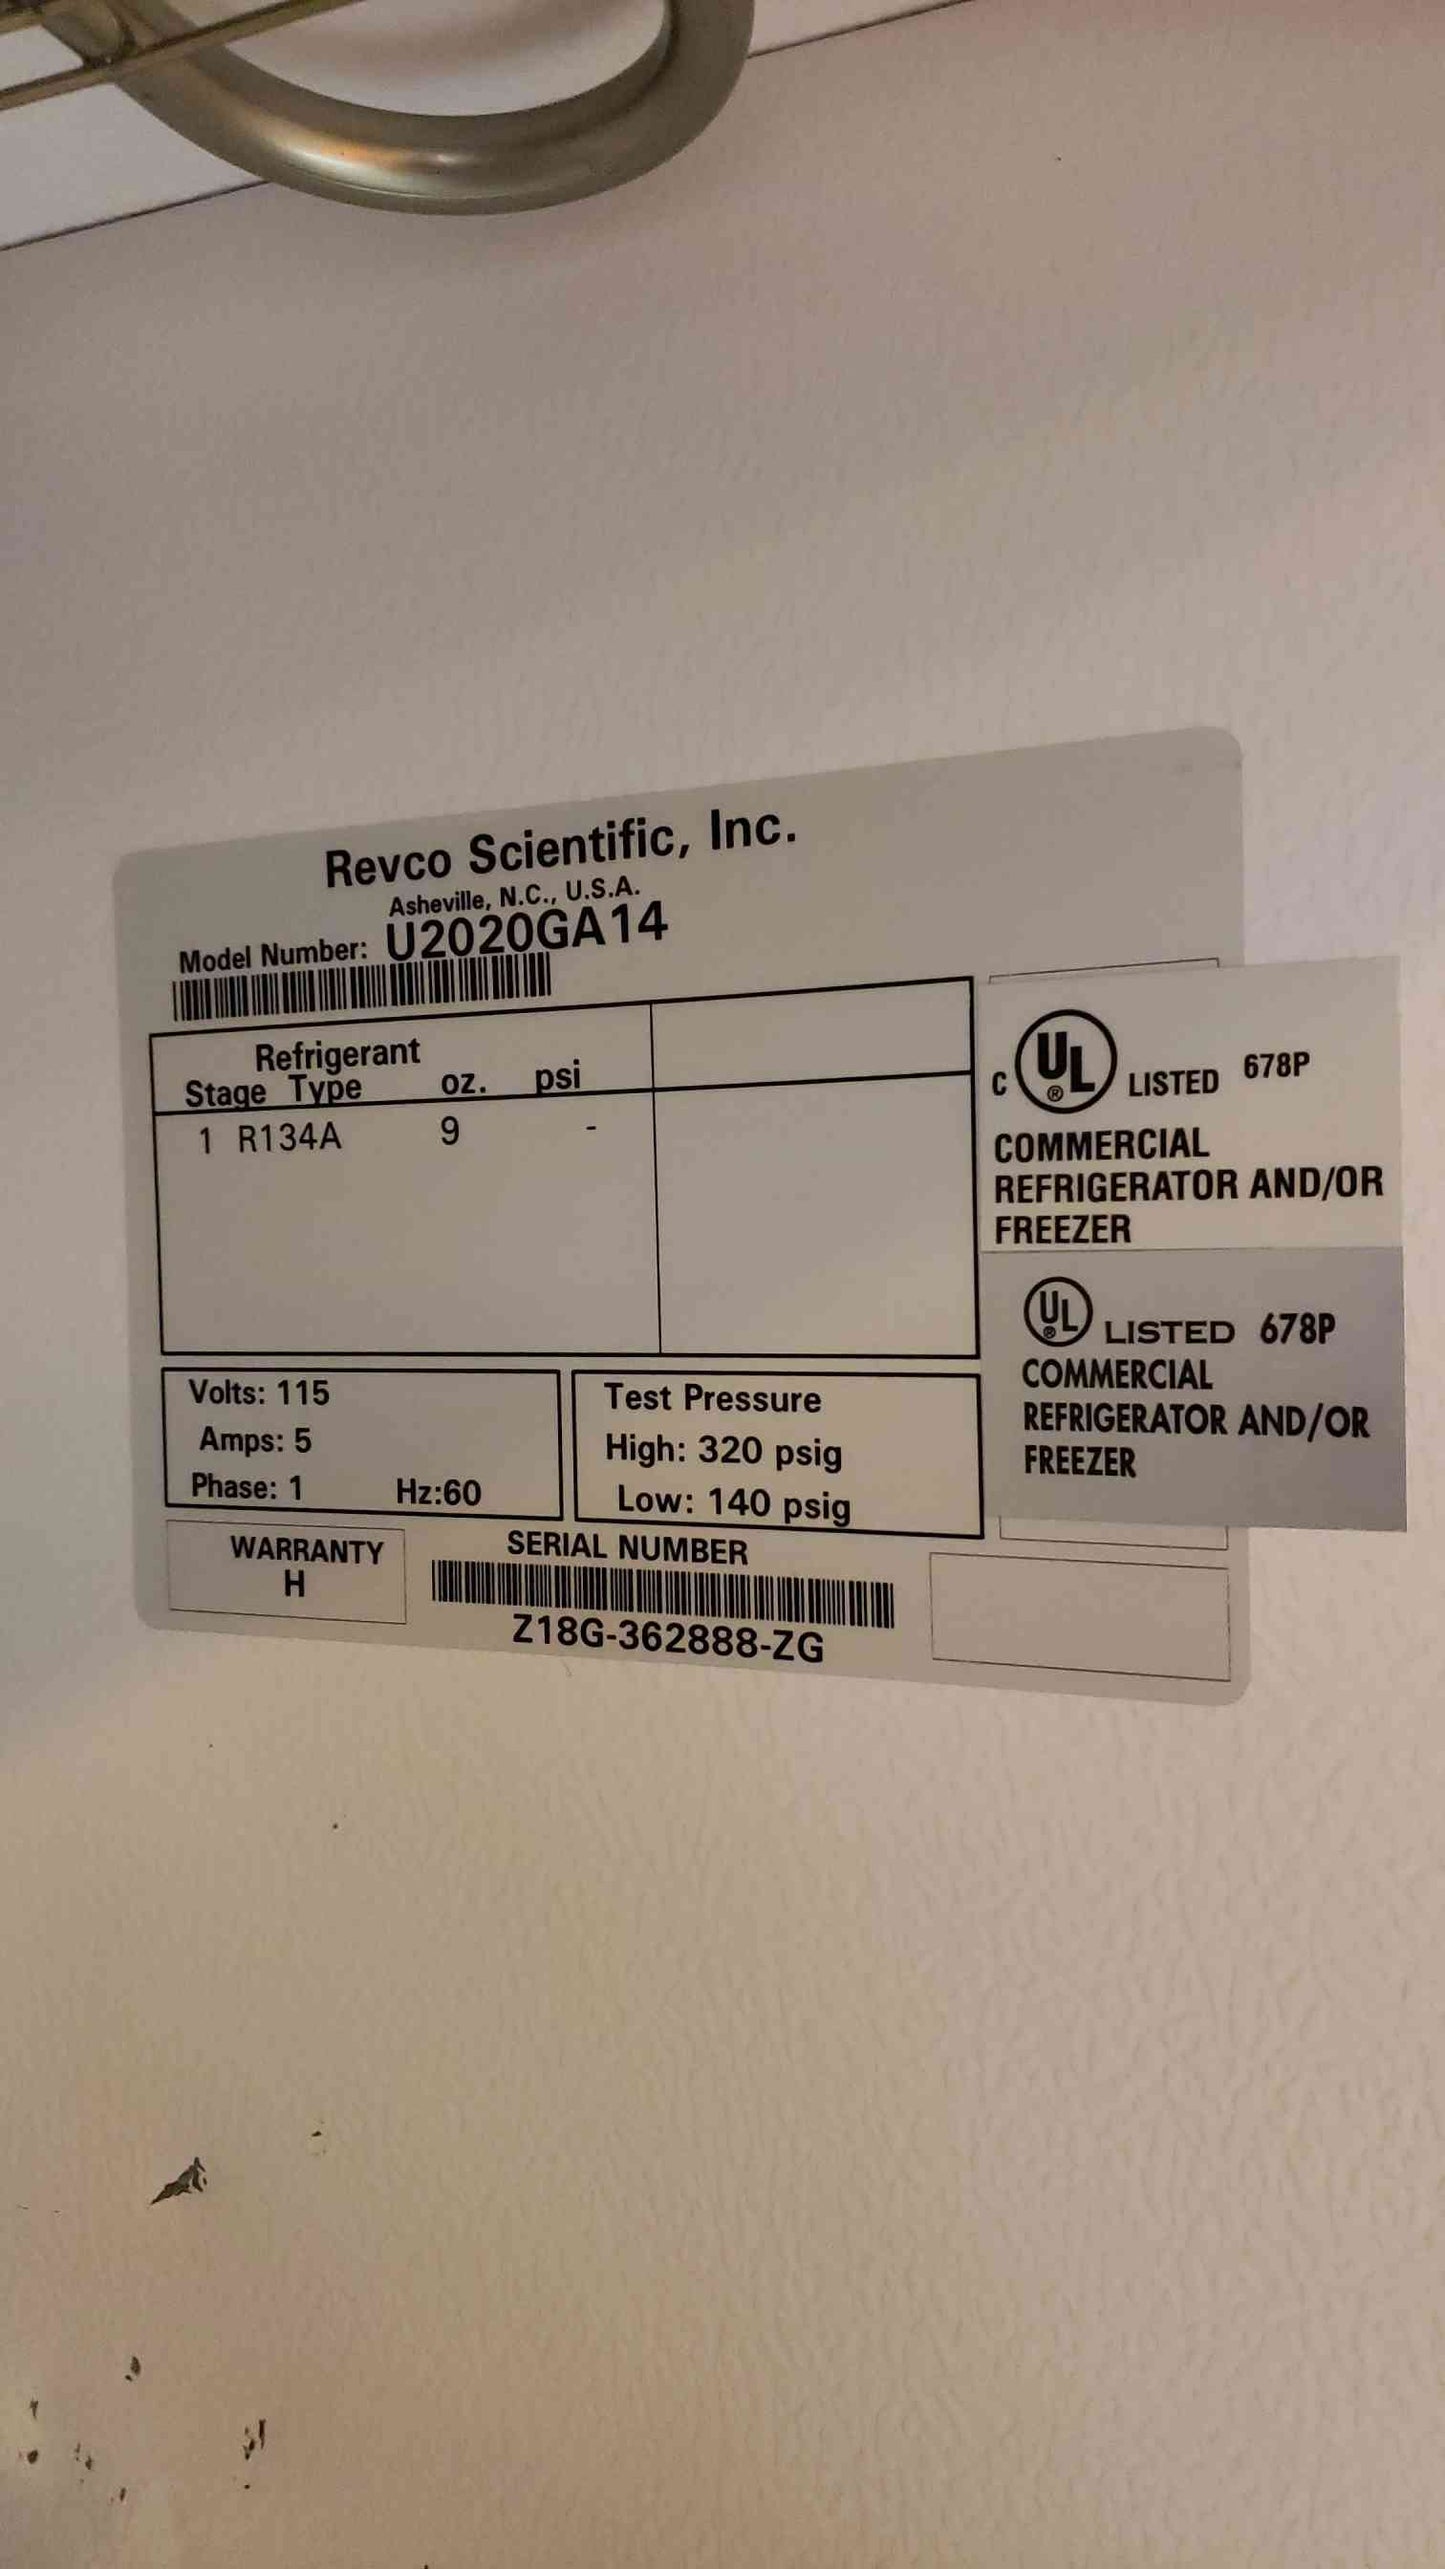 Revco Scientific, Inc.
Asheville, N.C., U.S.A.
Model Number: U2020GA14
Refrigerant
Stage Type oz. psi
1 R134A 9 -
C UL ® LISTED 678P
COMMERCIAL
REFRIGERATOR AND/OR
FREEZER
UL ® LISTED 678P
COMMERCIAL
REFRIGERATOR AND/OR
FREEZER
Volts: 115
Amps: 5
Phase: 1 Hz:60
Test Pressure
High: 320 psig
Low: 140 psig
WARRANTY
H
SERIAL NUMBER
Z18G-362888-ZG